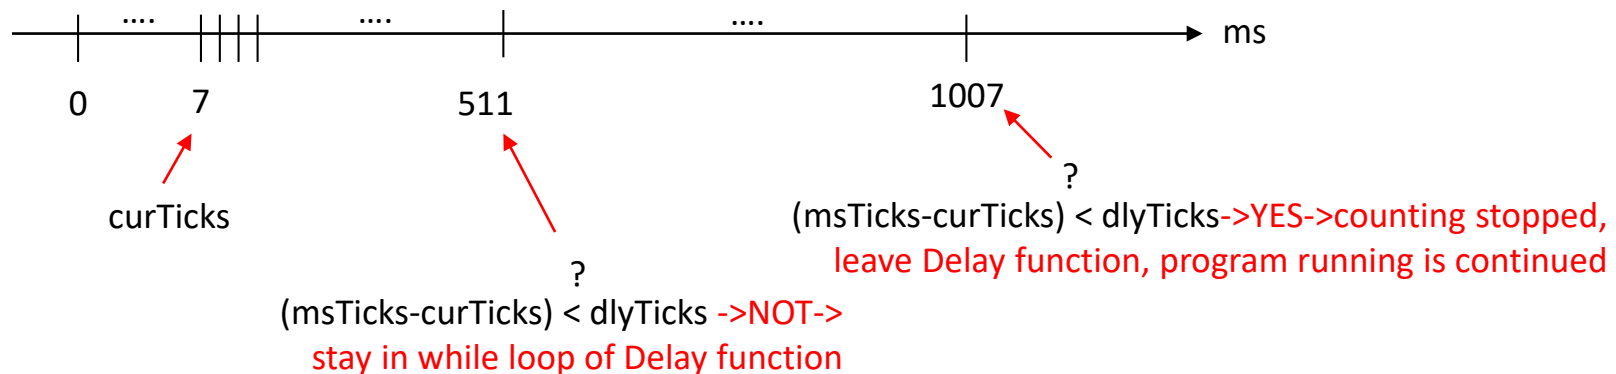 .... .... ....
ms
0 7 511 1007
curTicks
?
(msTicks-curTicks) < dlyTicks->YES->counting stopped,
leave Delay function, program running is continued
?
(msTicks-curTicks) < dlyTicks ->NOT->
stay in while loop of Delay function